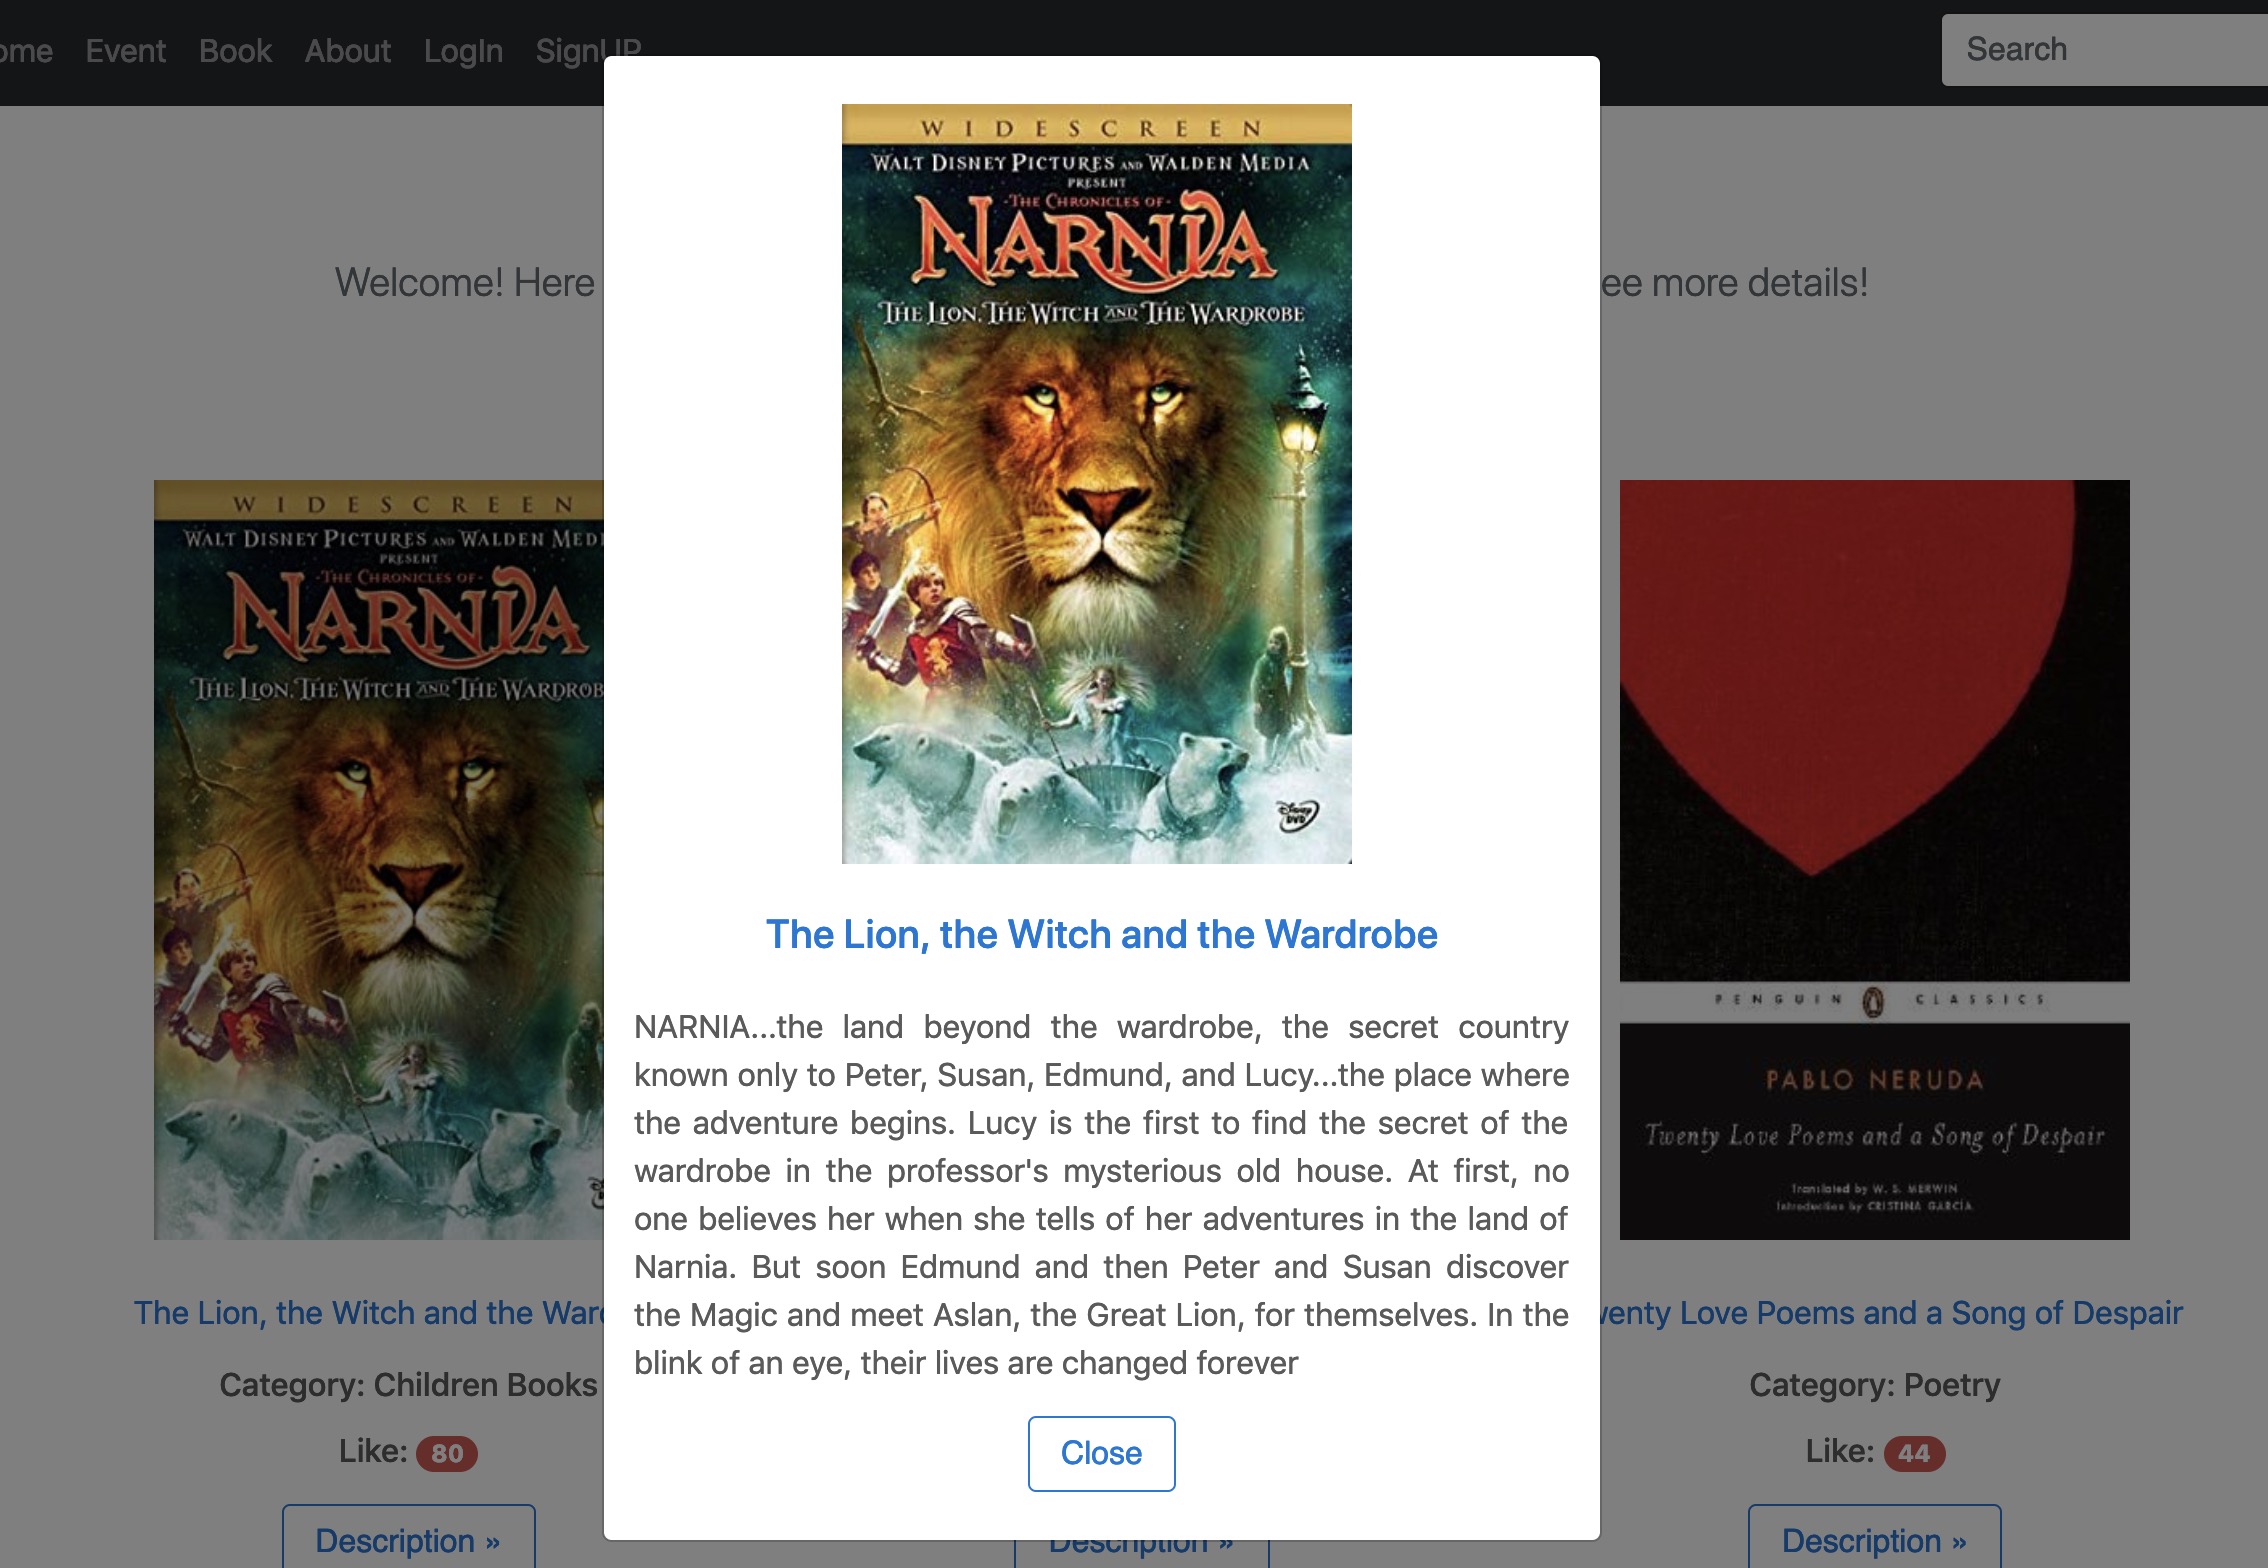 ome Event Book About LogIn SignUP
Search
Welcome! Here
ee more details!
WIDESCREEN
WALT DISNEY PICTURES AND WALDEN MEDIA
PRESENT
·THE CHRONICLES OF·
NARNIA
THE LION, THE WITCH AND THE WARDROBE
Disney
DVD
The Lion, the Witch and the Wardrobe
NARNIA...the land beyond the wardrobe, the secret country
known only to Peter, Susan, Edmund, and Lucy...the place where
the adventure begins. Lucy is the first to find the secret of the
wardrobe in the professor's mysterious old house. At first, no
one believes her when she tells of her adventures in the land of
Narnia. But soon Edmund and then Peter and Susan discover
the Magic and meet Aslan, the Great Lion, for themselves. In the
blink of an eye, their lives are changed forever
Close
WIDESCREEN
WALT DISNEY PICTURES AND WALDEN MEDI
PRESENT
·THE CHRONICLES OF·
NARNIA
THE LION, THE WITCH AND THE WARDROB
The Lion, the Witch and the Ward
Category: Children Books
Like: 80
Description »
Description »
PENGUIN CLASSICS
PABLO NERUDA
Twenty Love Poems and a Song of Despair
Translated by W. S. MERWIN
Introduction by CRISTINA GARCÍA
wenty Love Poems and a Song of Despair
Category: Poetry
Like: 44
Description »